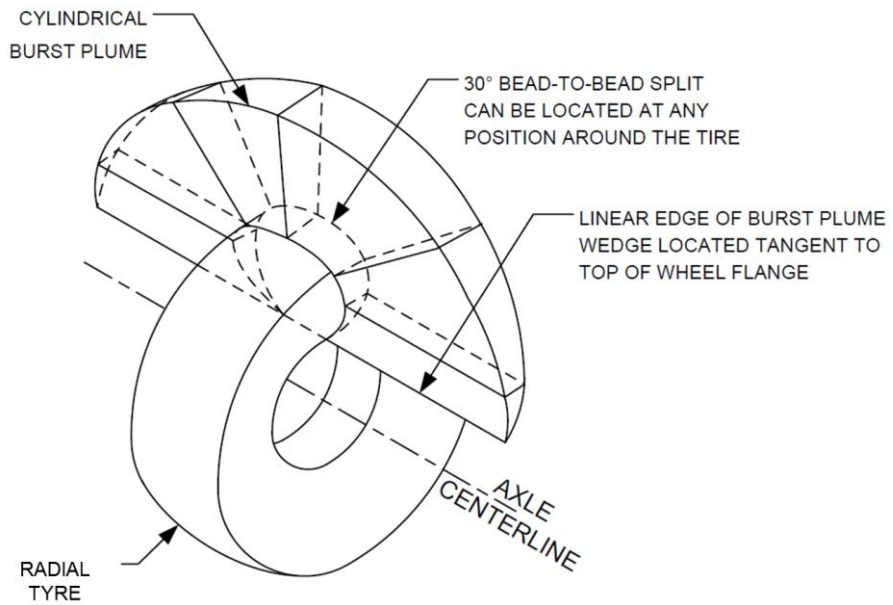 CYLINDRICAL
BURST PLUME
30° BEAD-TO-BEAD SPLIT
CAN BE LOCATED AT ANY
POSITION AROUND THE TIRE
LINEAR EDGE OF BURST PLUME
WEDGE LOCATED TANGENT TO
TOP OF WHEEL FLANGE
AXLE
CENTERLINE
RADIAL
TYRE